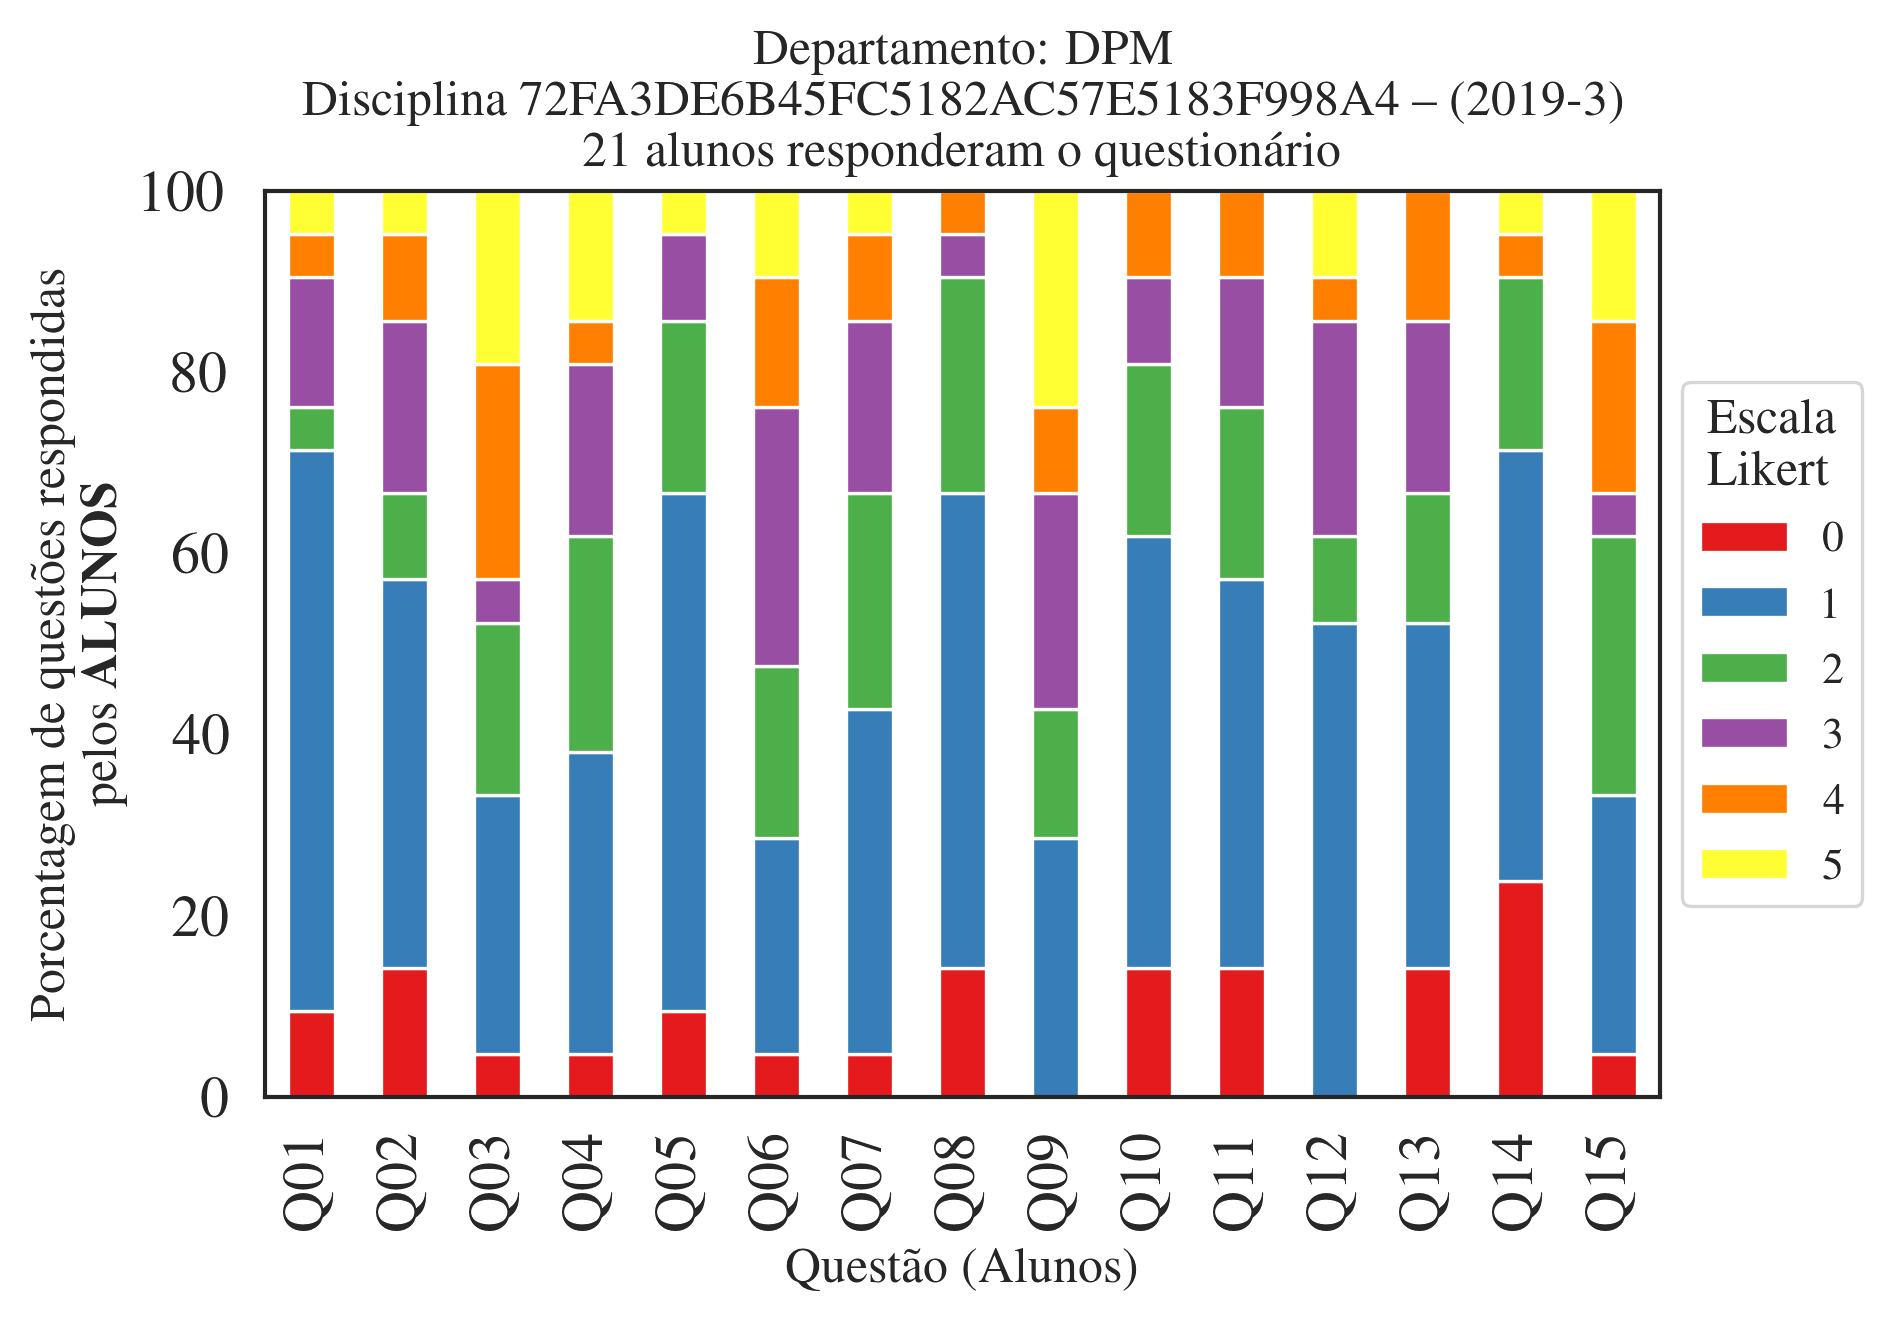 Departamento: DPM
Disciplina 72FA3DE6B45FC5182AC57E5183F998A4 – (2019-3)
21 alunos responderam o questionário
Porcentagem de questões respondidas
pelos ALUNOS
100
80
60
40
20
0
Q01
Q02
Q03
Q04
Q05
Q06
Q07
Q08
Q09
Q10
Q11
Q12
Q13
Q14
Q15
Questão (Alunos)
Escala
Likert
0
1
2
3
4
5